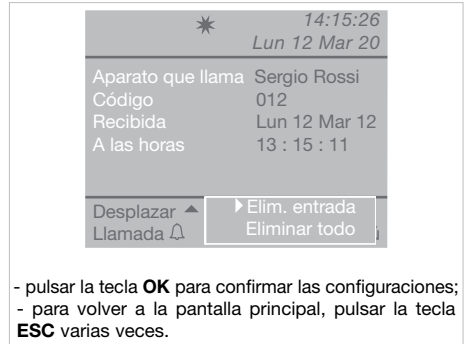 14:15:26
Lun 12 Mar 20
Aparato que llama Sergio Rossi
Código 012
Recibida Lun 12 Mar 12
A las horas 13 : 15 : 11
Desplazar ▲ Elim. entrada
Llamada Eliminar todo
- pulsar la tecla OK para confirmar las configuraciones;
- para volver a la pantalla principal, pulsar la tecla
ESC varias veces.